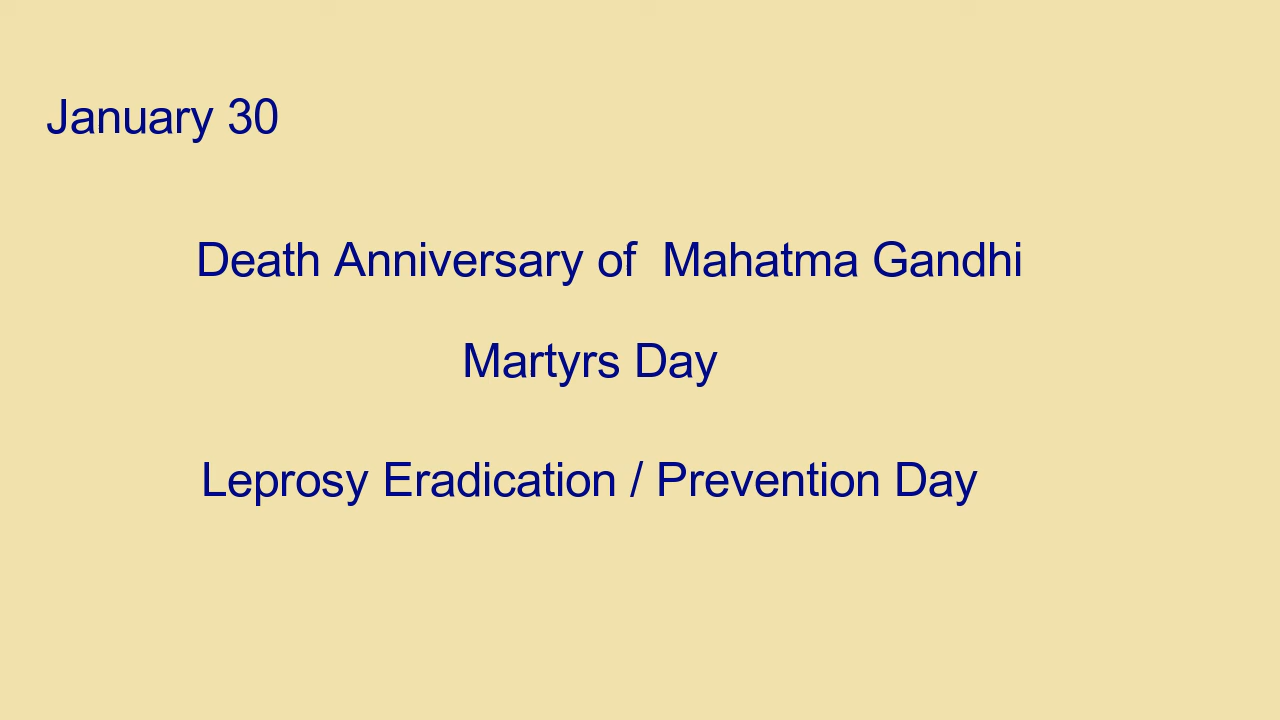 January 30
Death Anniversary of  Mahatma Gandhi
Martyrs Day
Leprosy Eradication / Prevention Day